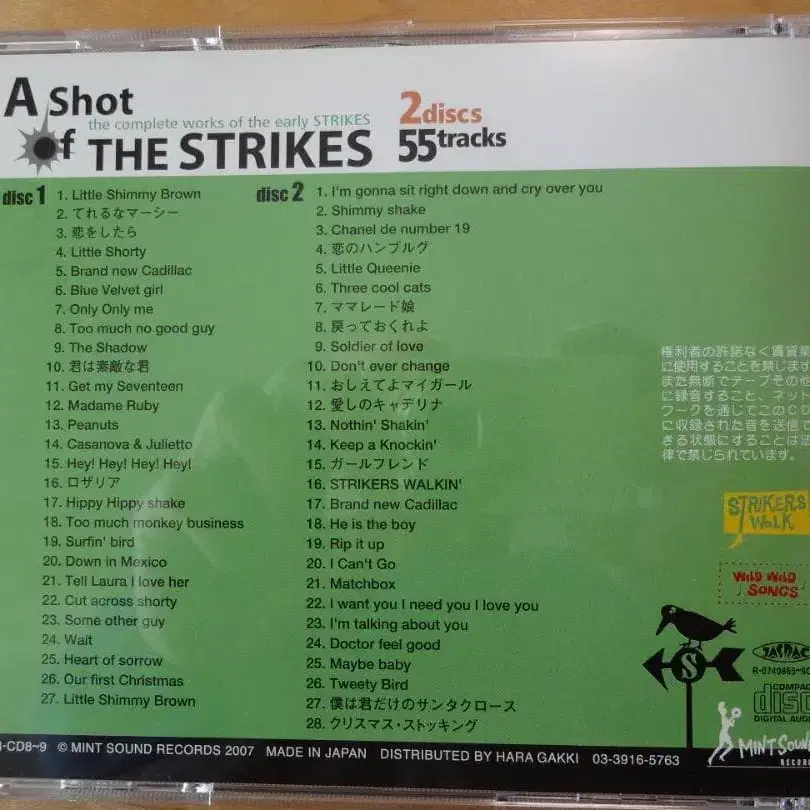 A Shot
the complete works of the early STRIKES
of THE STRIKES
2discs
55tracks
disc 1
1. Little Shimmy Brown
2. てれるなマーシー
3. 恋をしたら
4. Little Shorty
5. Brand new Cadillac
6. Blue Velvet girl
7. Only Only me
8. Too much no good guy
9. The Shadow
10. 君は素敵な君
11. Get my Seventeen
12. Madame Ruby
13. Peanuts
14. Casanova & Julietto
15. Hey! Hey! Hey! Hey!
16. ロザリア
17. Hippy Hippy shake
18. Too much monkey business
19. Surfin' bird
20. Down in Mexico
21. Tell Laura I love her
22. Cut across shorty
23. Some other guy
24. Wait
25. Heart of sorrow
26. Our first Christmas
27. Little Shimmy Brown
disc 2
1. I'm gonna sit right down and cry over you
2. Shimmy shake
3. Chanel de number 19
4. 恋のハンブルグ
5. Little Queenie
6. Three cool cats
7. ママレード娘
8. 戻っておくれよ
9. Soldier of love
10. Don't ever change
11. おしえてよマイガール
12. 愛しのキャデリナ
13. Nothin' Shakin'
14. Keep a Knockin'
15. ガールフレンド
16. STRIKERS WALKIN'
17. Brand new Cadillac
18. He is the boy
19. Rip it up
20. I Can't Go
21. Matchbox
22. I want you I need you I love you
23. I'm talking about you
24. Doctor feel good
25. Maybe baby
26. Tweety Bird
27. 僕は君だけのサンタクロース
28. クリスマス・ストッキング
権利者の許諾なく賃貸業
に使用することを禁じます
また無断でテープその他
に録音すること、ネット
ワークを通じてこのCD
に収録された音を送信で
きる状態にすることは法
律で禁じられています。
STRIKERS
WALK
WILD WILD
SONGS
S
JASRAC
COMPACT
disc
DIGITAL AUDIO
MINT SOUND
RECORDS
-CD8~9 © MINT SOUND RECORDS 2007 MADE IN JAPAN DISTRIBUTED BY HARA GAKKI 03-3916-5763